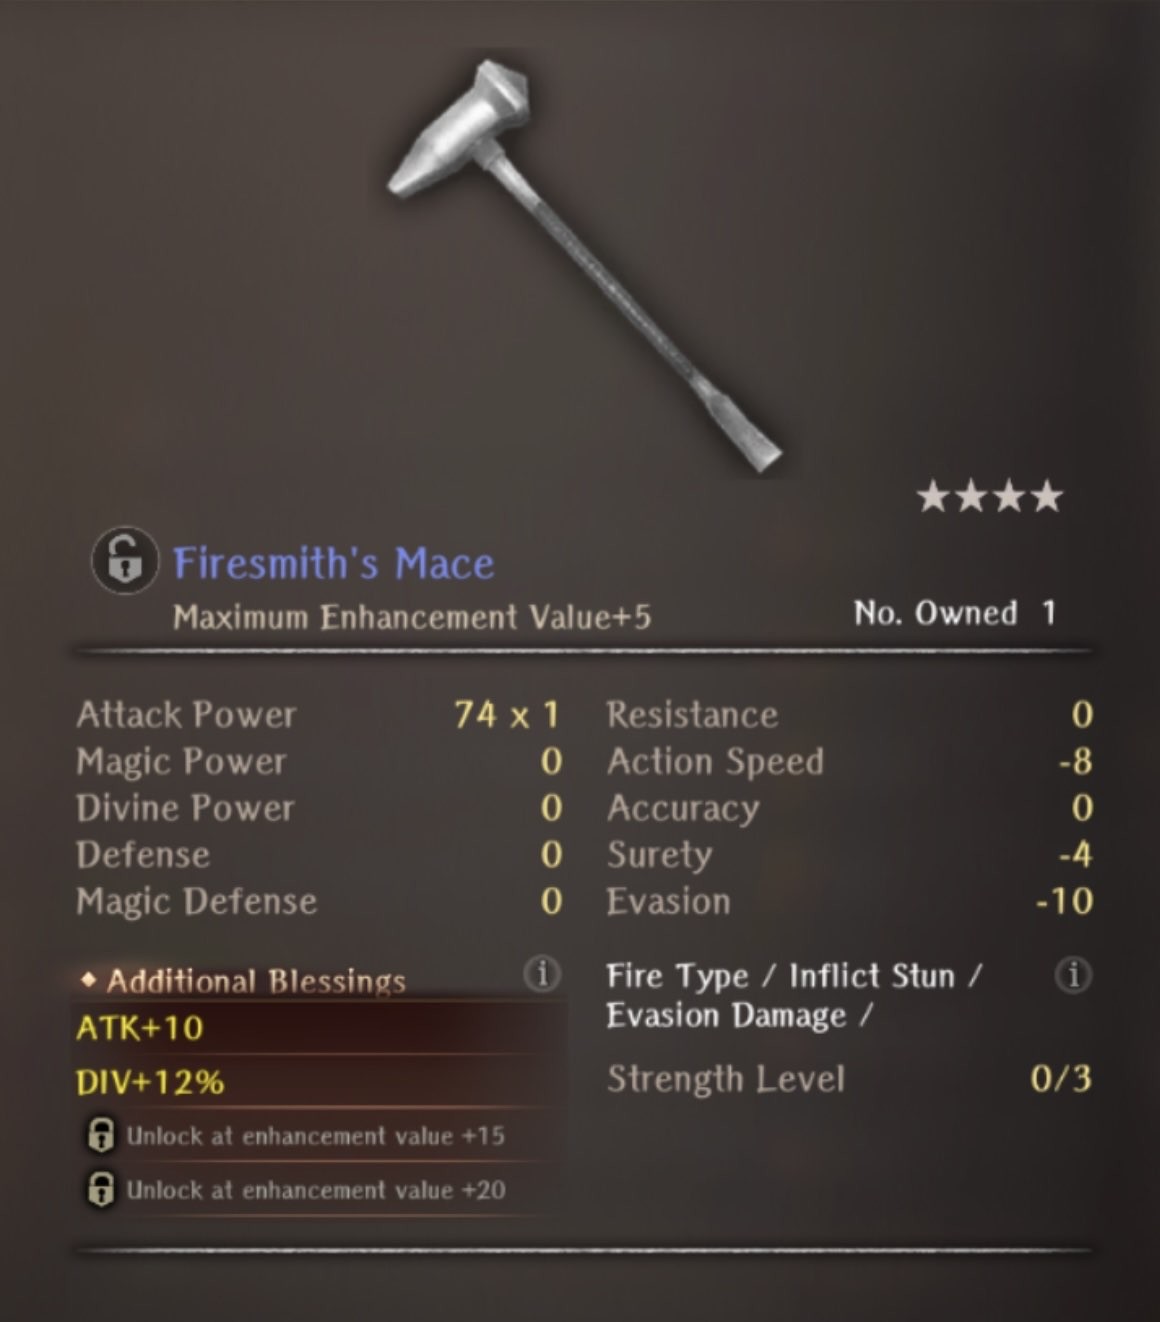 Firesmith's Mace
Maximum Enhancement Value+5
No. Owned 1
Attack Power 74 x 1
Magic Power 0
Divine Power 0
Defense 0
Magic Defense 0
Resistance 0
Action Speed -8
Accuracy 0
Surety -4
Evasion -10
Additional Blessings
ATK+10
DIV+12%
Unlock at enhancement value +15
Unlock at enhancement value +20
Fire Type / Inflict Stun /
Evasion Damage /
Strength Level 0/3